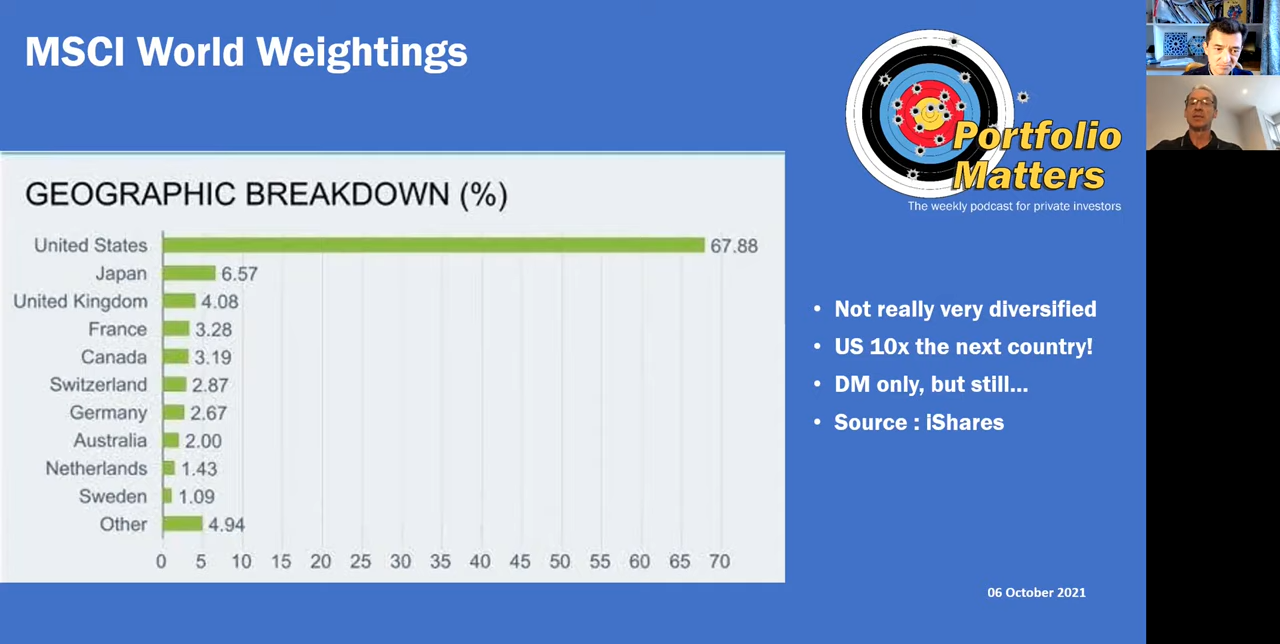 MSCI World Weightings
Portfolio
Matters
The weekly podcast for private investors
GEOGRAPHIC BREAKDOWN (%)
United States 67.88
Japan 6.57
United Kingdom 4.08
France 3.28
Canada 3.19
Switzerland 2.87
Germany 2.67
Australia 2.00
Netherlands 1.43
Sweden 1.09
Other 4.94
0 5 10 15 20 25 30 35 40 45 50 55 60 65 70
• Not really very diversified
• US 10x the next country!
• DM only, but still...
• Source : iShares
06 October 2021